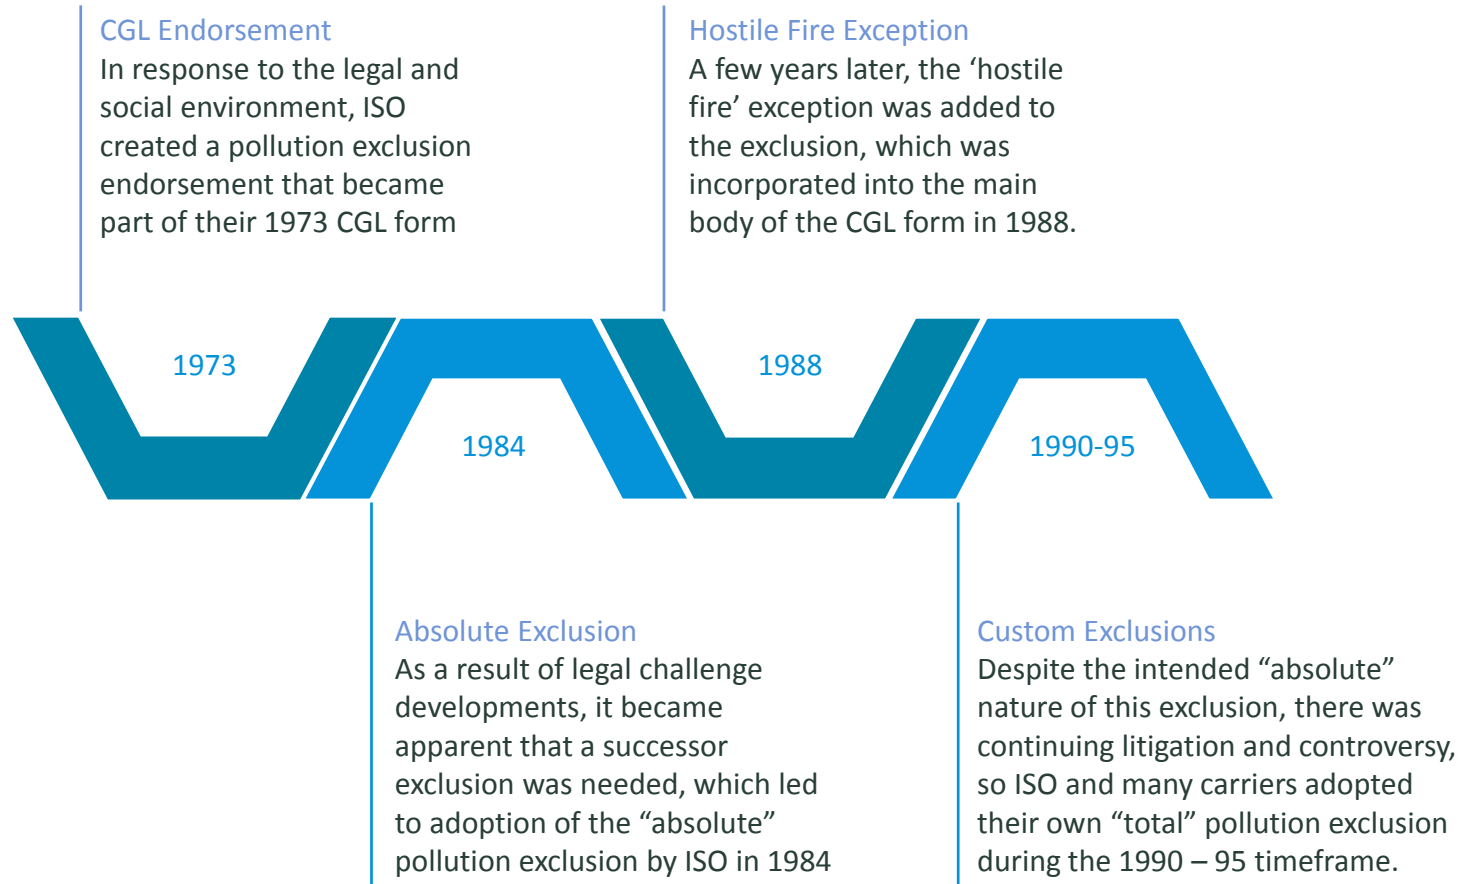 CGL Endorsement
In response to the legal and
social environment, ISO
created a pollution exclusion
endorsement that became
part of their 1973 CGL form
Hostile Fire Exception
A few years later, the ‘hostile
fire’ exception was added to
the exclusion, which was
incorporated into the main
body of the CGL form in 1988.
1973
1984
1988
1990-95
Absolute Exclusion
As a result of legal challenge
developments, it became
apparent that a successor
exclusion was needed, which led
to adoption of the “absolute”
pollution exclusion by ISO in 1984
Custom Exclusions
Despite the intended “absolute”
nature of this exclusion, there was
continuing litigation and controversy,
so ISO and many carriers adopted
their own “total” pollution exclusion
during the 1990 – 95 timeframe.